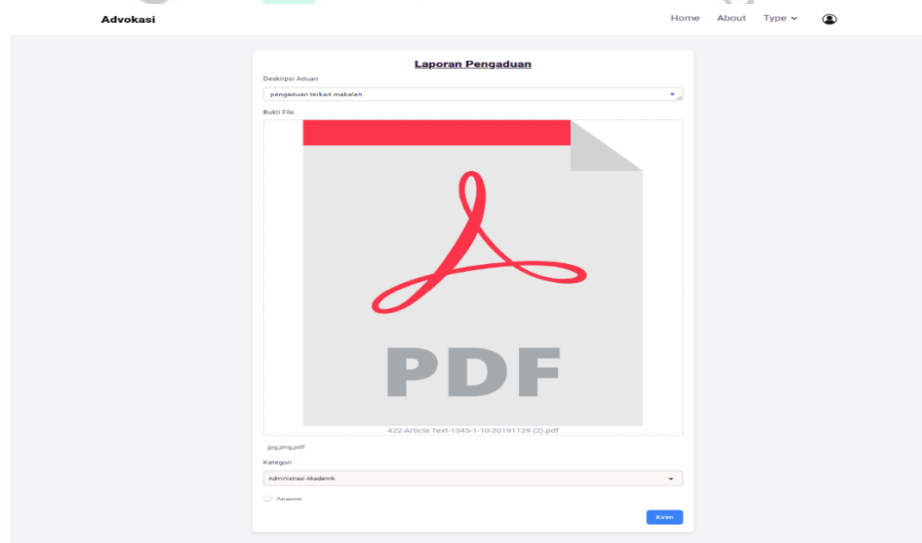 Advokasi
Home About Type
Laporan Pengaduan
Deskirpsi Aduan
pengaduan terkait makalah
Bukti File
PDF
422-Article Text-1345-1-10-20191129 (2).pdf
jpg,png,pdf
Kategori
Administrasi Akademik
Anonim
Kirim